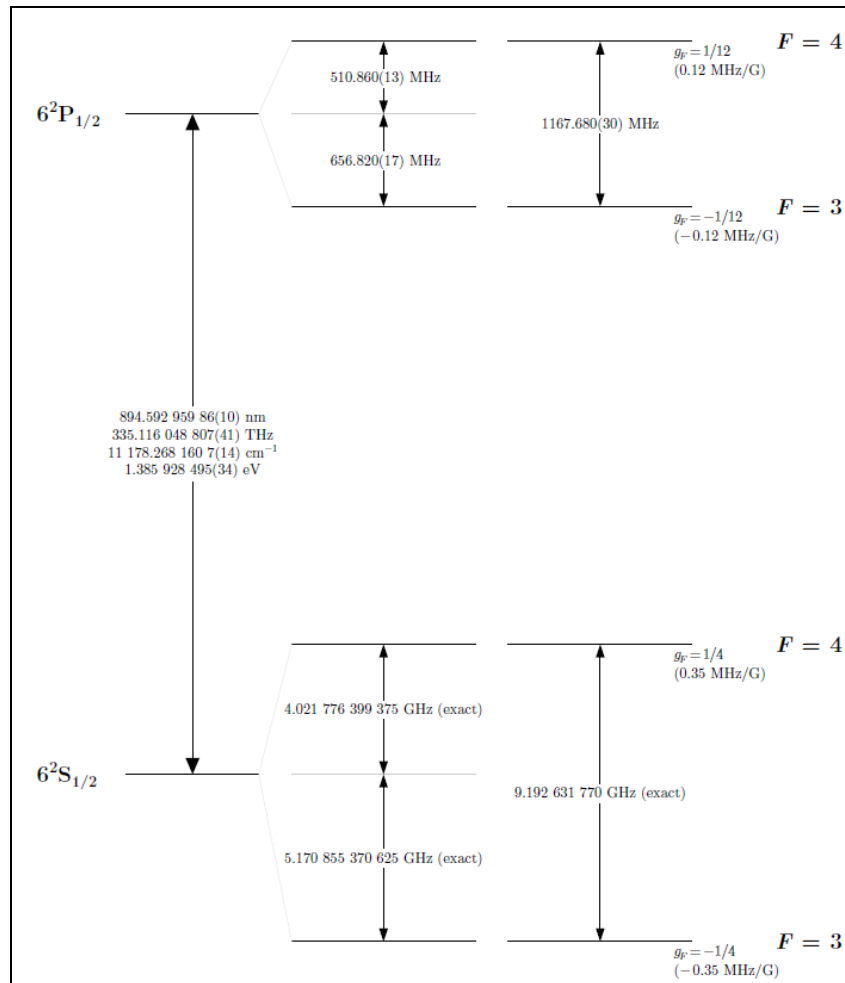 F = 4
g_F = 1/12
(0.12 MHz/G)
510.860(13) MHz
6²P₁/₂
1167.680(30) MHz
656.820(17) MHz
F = 3
g_F = −1/12
(−0.12 MHz/G)
894.592 959 86(10) nm
335.116 048 807(41) THz
11 178.268 160 7(14) cm⁻¹
1.385 928 495(34) eV
F = 4
g_F = 1/4
(0.35 MHz/G)
4.021 776 399 375 GHz (exact)
6²S₁/₂
9.192 631 770 GHz (exact)
5.170 855 370 625 GHz (exact)
F = 3
g_F = −1/4
(−0.35 MHz/G)